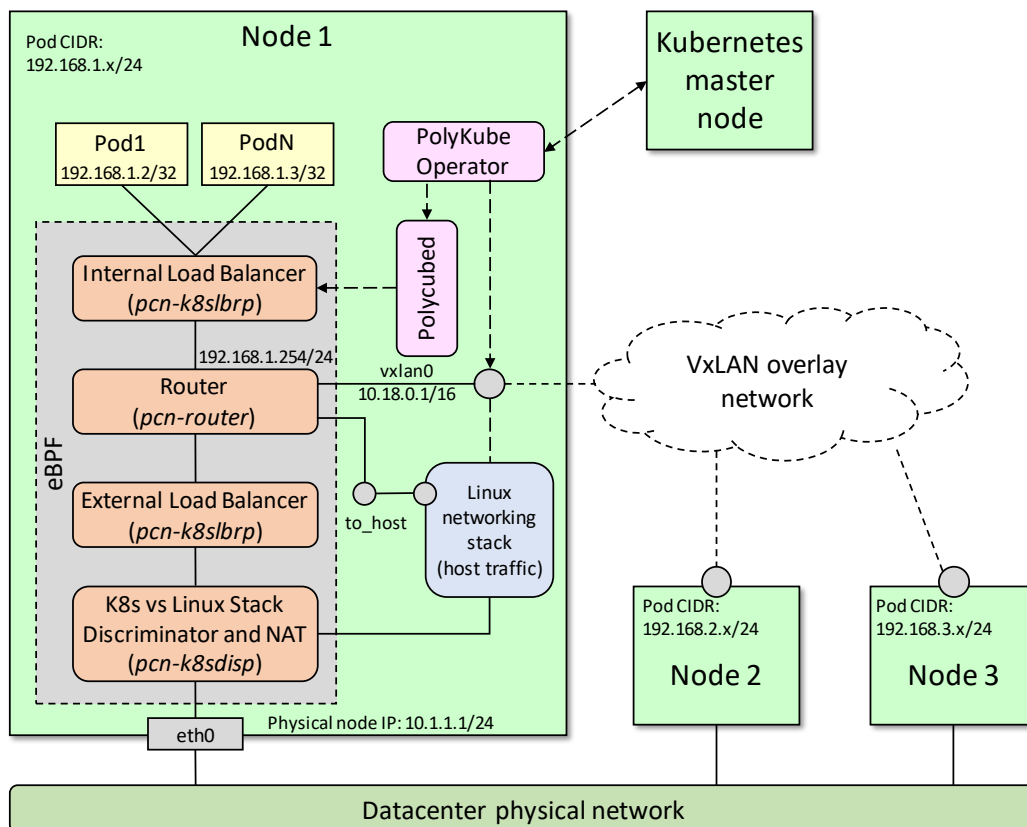 Node 1
Pod CIDR:
192.168.1.x/24
Kubernetes
master
node
Pod1
192.168.1.2/32
PodN
192.168.1.3/32
PolyKube
Operator
Polycubed
eBPF
Internal Load Balancer
(pcn-k8slbrp)
192.168.1.254/24
Router
(pcn-router)
vxlan0
10.18.0.1/16
VxLAN overlay
network
External Load Balancer
(pcn-k8slbrp)
to_host
Linux
networking
stack
(host traffic)
K8s vs Linux Stack
Discriminator and NAT
(pcn-k8sdisp)
Pod CIDR:
192.168.2.x/24
Node 2
Pod CIDR:
192.168.3.x/24
Node 3
Physical node IP: 10.1.1.1/24
eth0
Datacenter physical network